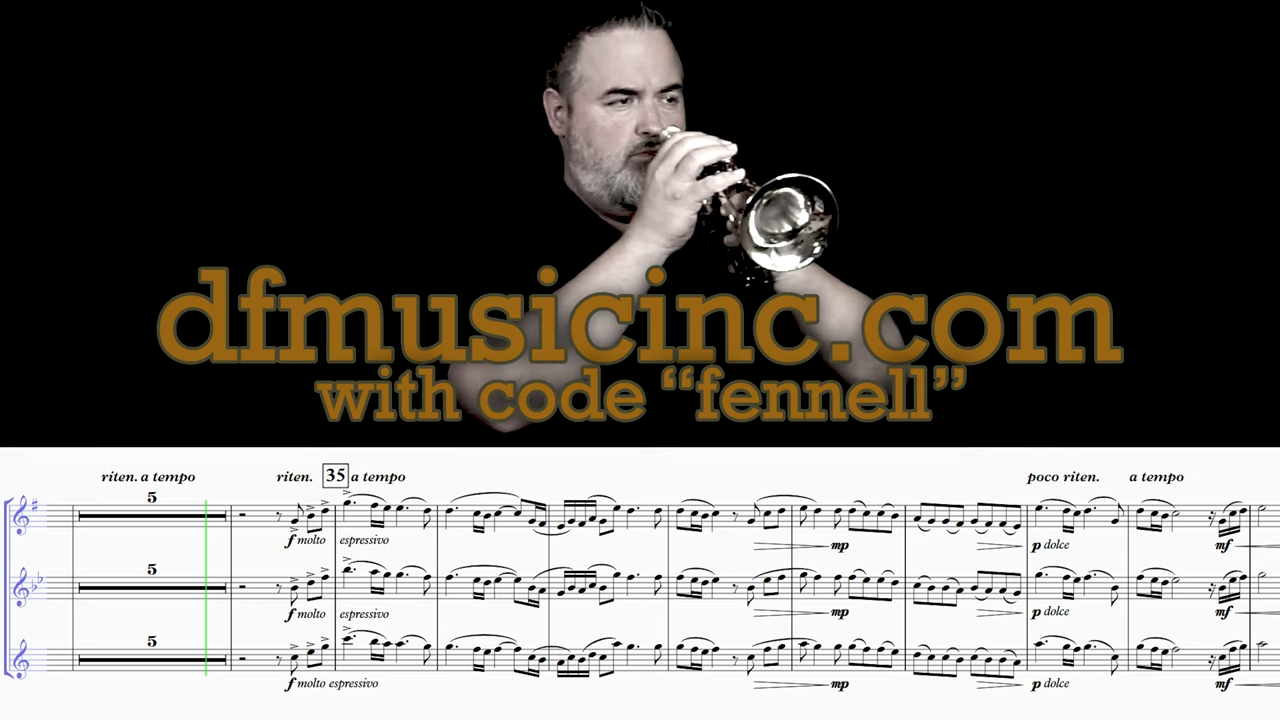 dfmusicinc.com
with code “fennell”
riten. a tempo riten. 35 a tempo poco riten. a tempo
5
f molto espressivo mp p dolce mf
5
f molto espressivo mp p dolce mf
5
f molto espressivo mp p dolce mf